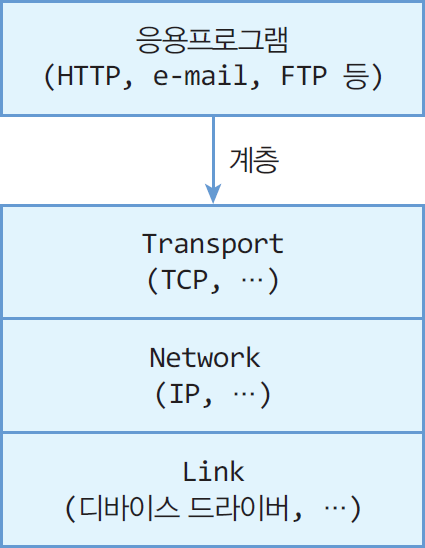 응용프로그램
(HTTP, e-mail, FTP 등)
계층
Transport
(TCP, …)
Network
(IP, …)
Link
(디바이스 드라이버, …)